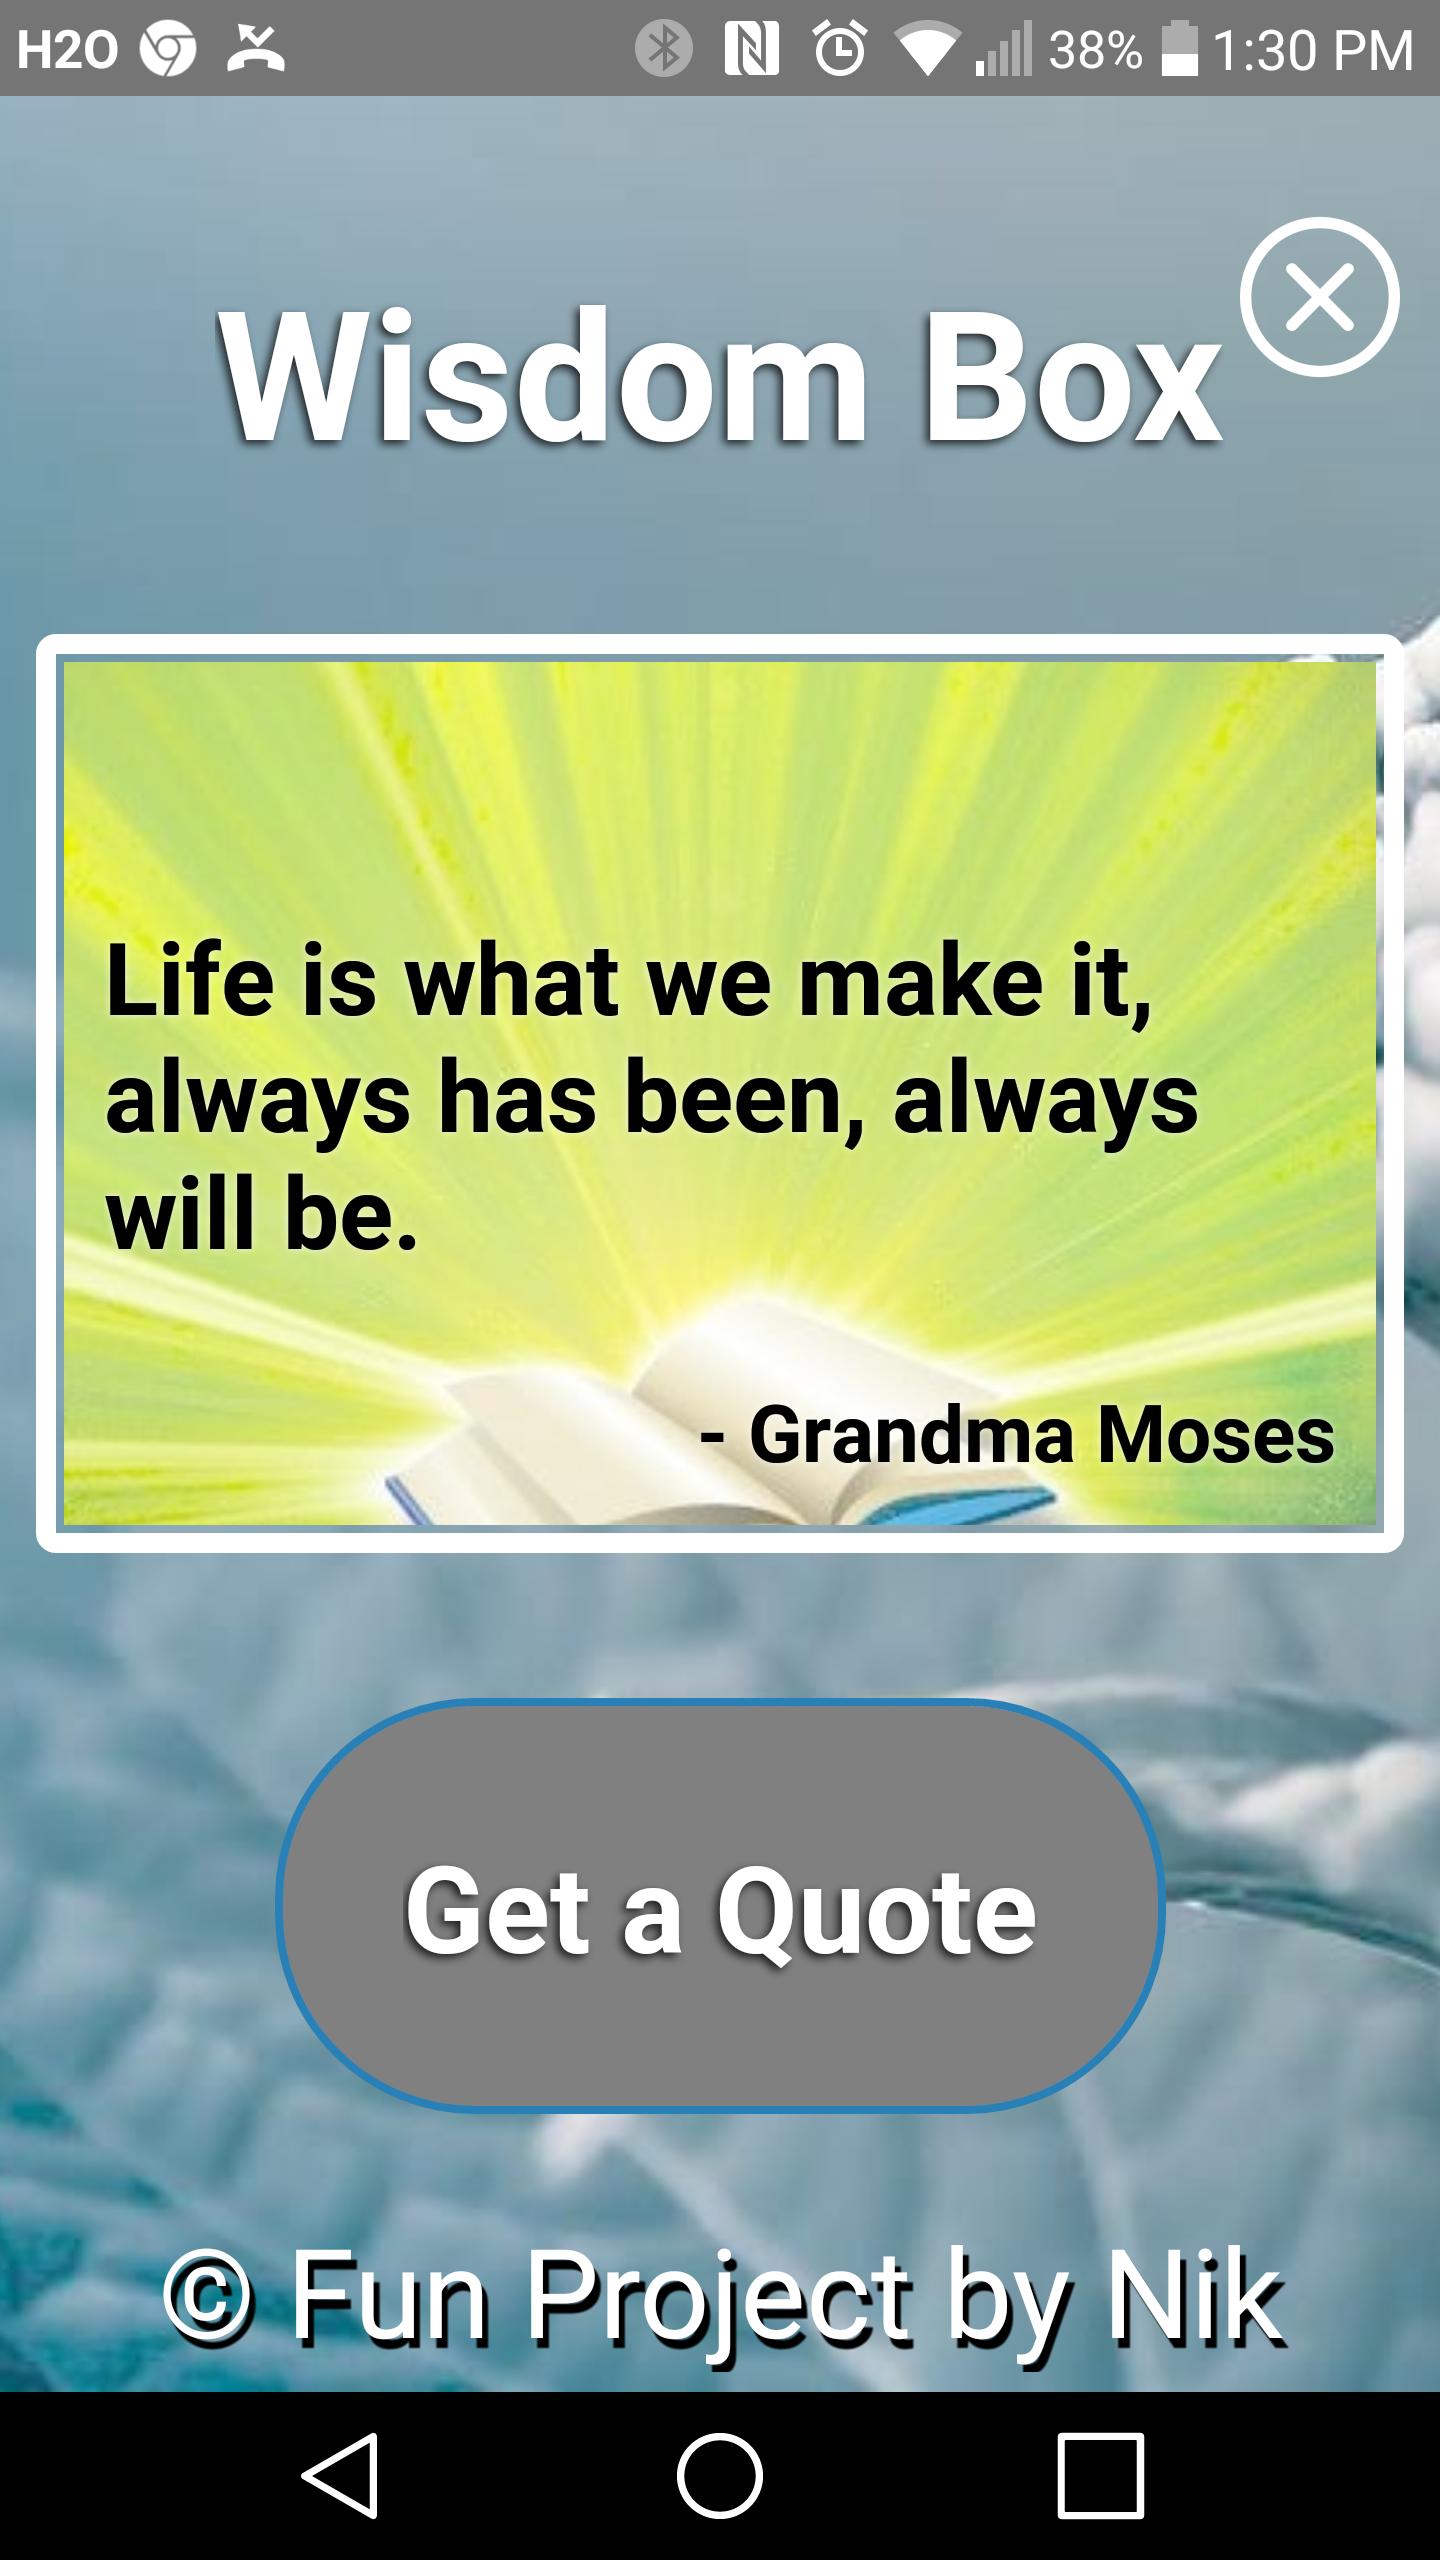 H2O 38% 1:30 PM
Wisdom Box
Life is what we make it,
always has been, always
will be.
- Grandma Moses
Get a Quote
© Fun Project by Nik